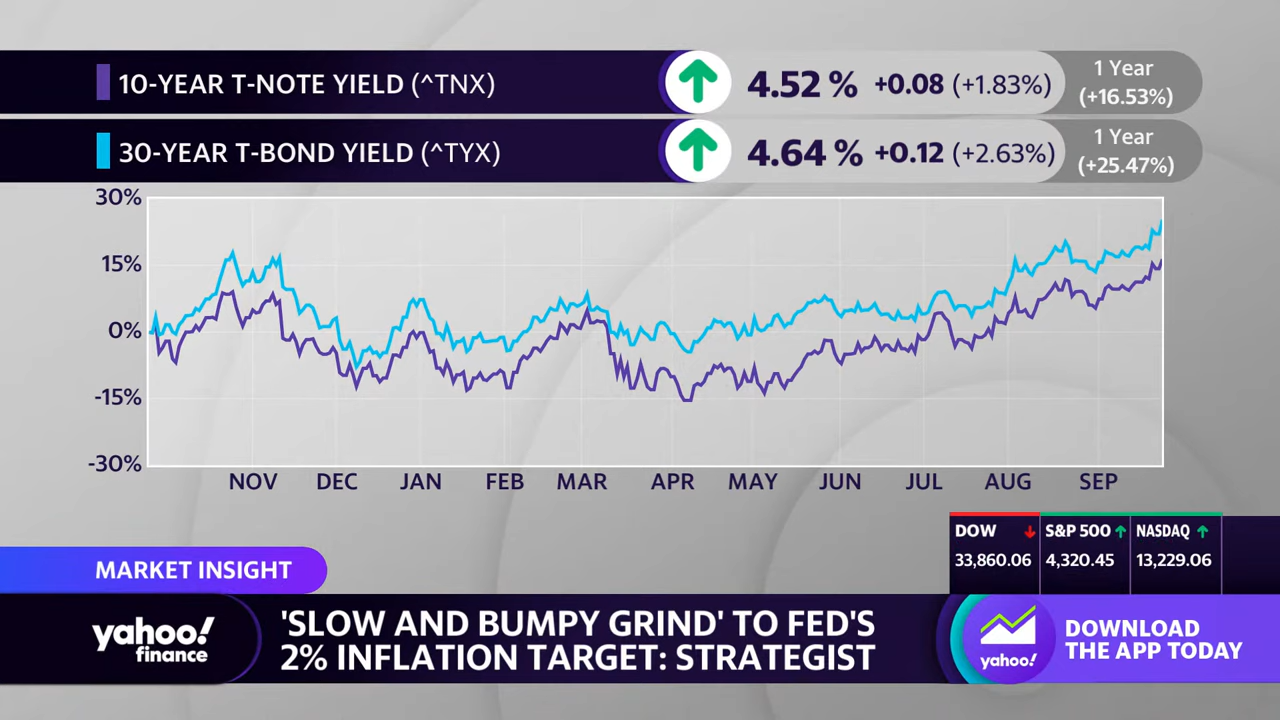 10-YEAR T-NOTE YIELD (^TNX)
4.52 % +0.08 (+1.83%)
1 Year
(+16.53%)
30-YEAR T-BOND YIELD (^TYX)
4.64 % +0.12 (+2.63%)
1 Year
(+25.47%)
30%
15%
0%
-15%
-30%
NOV DEC JAN FEB MAR APR MAY JUN JUL AUG SEP
DOW S&P 500 NASDAQ
33,860.06 4,320.45 13,229.06
MARKET INSIGHT
yahoo!
finance
'SLOW AND BUMPY GRIND' TO FED'S
2% INFLATION TARGET: STRATEGIST
yahoo!
DOWNLOAD
THE APP TODAY